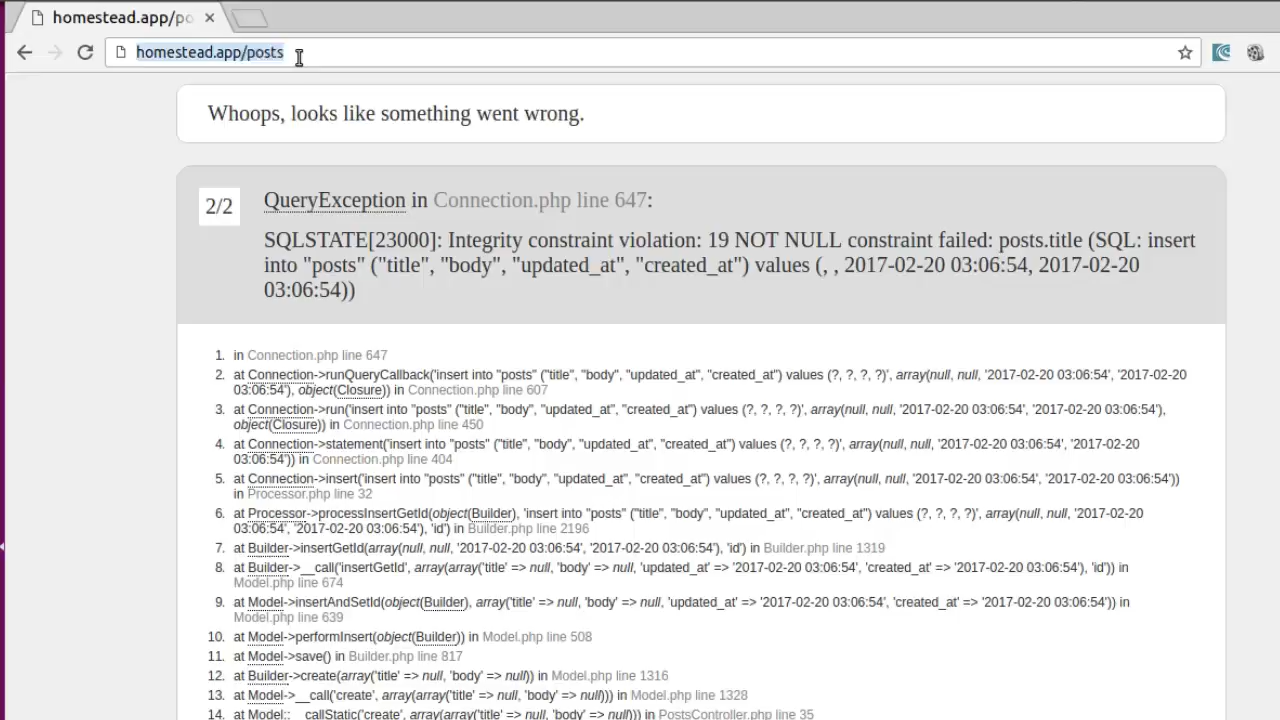 homestead.app/po
homestead.app/posts
Whoops, looks like something went wrong.
2/2
QueryException in Connection.php line 647:
SQLSTATE[23000]: Integrity constraint violation: 19 NOT NULL constraint failed: posts.title (SQL: insert
into "posts" ("title", "body", "updated_at", "created_at") values (, , 2017-02-20 03:06:54, 2017-02-20
03:06:54))
1. in Connection.php line 647
2. at Connection->runQueryCallback('insert into "posts" ("title", "body", "updated_at", "created_at") values (?, ?, ?, ?)', array(null, null, '2017-02-20 03:06:54', '2017-02-20
03:06:54'), object(Closure)) in Connection.php line 607
3. at Connection->run('insert into "posts" ("title", "body", "updated_at", "created_at") values (?, ?, ?, ?)', array(null, null, '2017-02-20 03:06:54', '2017-02-20 03:06:54'),
object(Closure)) in Connection.php line 450
4. at Connection->statement('insert into "posts" ("title", "body", "updated_at", "created_at") values (?, ?, ?, ?)', array(null, null, '2017-02-20 03:06:54', '2017-02-20
03:06:54')) in Connection.php line 404
5. at Connection->insert('insert into "posts" ("title", "body", "updated_at", "created_at") values (?, ?, ?, ?)', array(null, null, '2017-02-20 03:06:54', '2017-02-20 03:06:54'))
in Processor.php line 32
6. at Processor->processInsertGetId(object(Builder), 'insert into "posts" ("title", "body", "updated_at", "created_at") values (?, ?, ?, ?)', array(null, null, '2017-02-20
03:06:54', '2017-02-20 03:06:54'), 'id') in Builder.php line 2196
7. at Builder->insertGetId(array(null, null, '2017-02-20 03:06:54', '2017-02-20 03:06:54'), 'id') in Builder.php line 1319
8. at Builder->__call('insertGetId', array(array('title' => null, 'body' => null, 'updated_at' => '2017-02-20 03:06:54', 'created_at' => '2017-02-20 03:06:54'), 'id')) in
Model.php line 674
9. at Model->insertAndSetId(object(Builder), array('title' => null, 'body' => null, 'updated_at' => '2017-02-20 03:06:54', 'created_at' => '2017-02-20 03:06:54')) in
Model.php line 639
10. at Model->performInsert(object(Builder)) in Model.php line 508
11. at Model->save() in Builder.php line 817
12. at Builder->create(array('title' => null, 'body' => null)) in Model.php line 1316
13. at Model->__call('create', array(array('title' => null, 'body' => null))) in Model.php line 1328
14. at Model::__callStatic('create', array(array('title' => null, 'body' => null))) in PostsController.php line 35